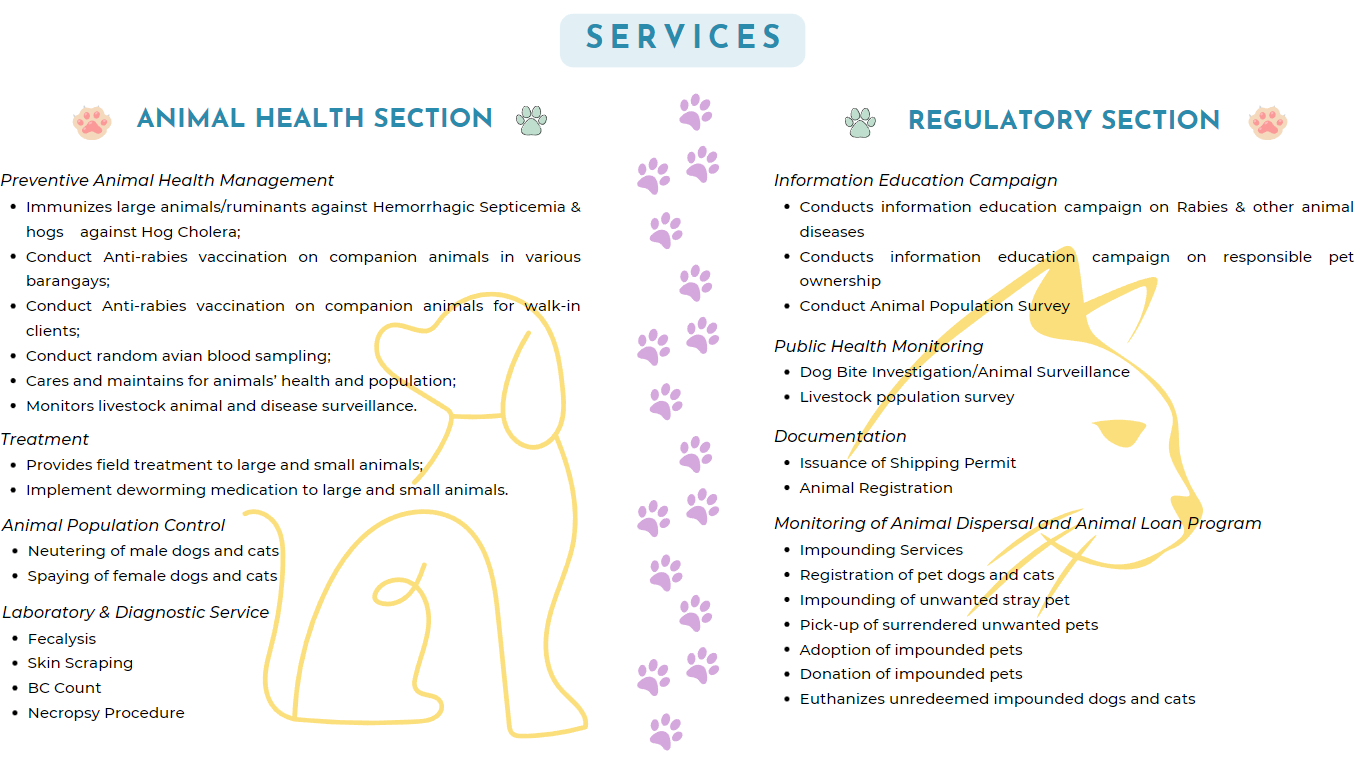 SERVICES
ANIMAL HEALTH SECTION
Preventive Animal Health Management
• Immunizes large animals/ruminants against Hemorrhagic Septicemia &
hogs against Hog Cholera;
• Conduct Anti-rabies vaccination on companion animals in various
barangays;
• Conduct Anti-rabies vaccination on companion animals for walk-in
clients;
• Conduct random avian blood sampling;
• Cares and maintains for animals' health and population;
• Monitors livestock animal and disease surveillance.
Treatment
• Provides field treatment to large and small animals;
• Implement deworming medication to large and small animals.
Animal Population Control
• Neutering of male dogs and cats
• Spaying of female dogs and cats
Laboratory & Diagnostic Service
• Fecalysis
• Skin Scraping
• BC Count
• Necropsy Procedure
REGULATORY SECTION
Information Education Campaign
• Conducts information education campaign on Rabies & other animal
diseases
• Conducts information education campaign on responsible pet
ownership
• Conduct Animal Population Survey
Public Health Monitoring
• Dog Bite Investigation/Animal Surveillance
• Livestock population survey
Documentation
• Issuance of Shipping Permit
• Animal Registration
Monitoring of Animal Dispersal and Animal Loan Program
• Impounding Services
• Registration of pet dogs and cats
• Impounding of unwanted stray pet
• Pick-up of surrendered unwanted pets
• Adoption of impounded pets
• Donation of impounded pets
• Euthanizes unredeemed impounded dogs and cats